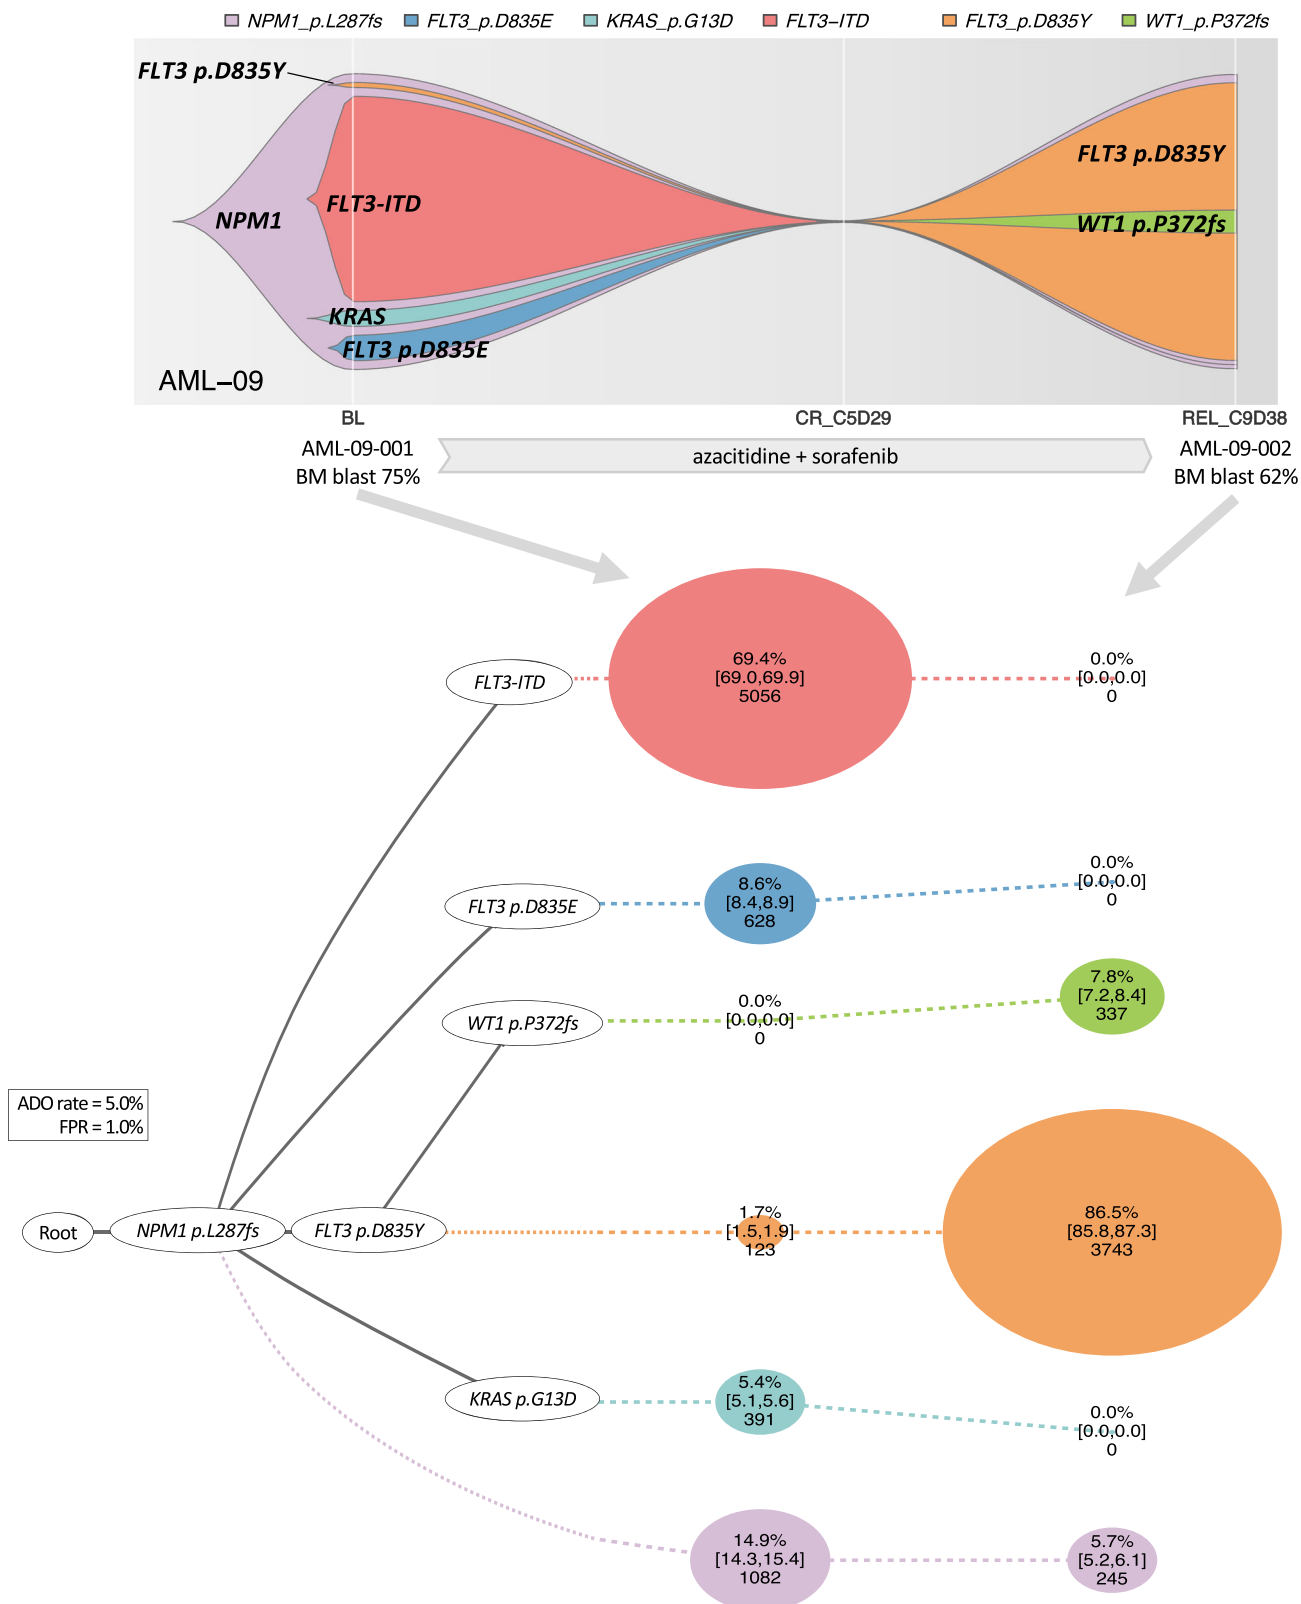 NPM1_p.L287fs FLT3_p.D835E KRAS_p.G13D FLT3–ITD FLT3_p.D835Y WT1_p.P372fs
FLT3 p.D835Y
FLT3 p.D835Y
FLT3-ITD
NPM1
WT1 p.P372fs
KRAS
FLT3 p.D835E
AML–09
BL CR_C5D29 REL_C9D38
AML-09-001
BM blast 75%
azacitidine + sorafenib
AML-09-002
BM blast 62%
FLT3-ITD
69.4%
[69.0,69.9]
5056
0.0%
[0.0,0.0]
0
FLT3 p.D835E
8.6%
[8.4,8.9]
628
0.0%
[0.0,0.0]
0
WT1 p.P372fs
0.0%
[0.0,0.0]
0
7.8%
[7.2,8.4]
337
ADO rate = 5.0%
FPR = 1.0%
Root
NPM1 p.L287fs
FLT3 p.D835Y
1.7%
[1.5,1.9]
123
86.5%
[85.8,87.3]
3743
KRAS p.G13D
5.4%
[5.1,5.6]
391
0.0%
[0.0,0.0]
0
14.9%
[14.3,15.4]
1082
5.7%
[5.2,6.1]
245